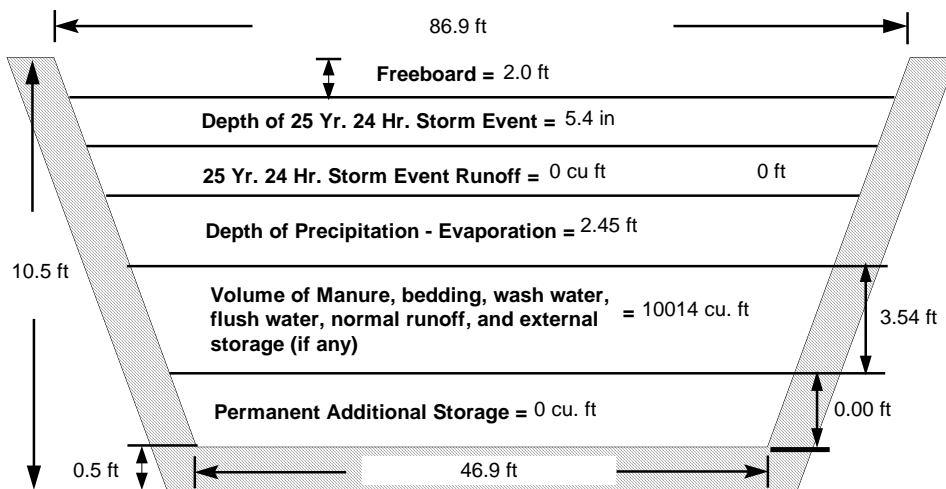 86.9 ft
Freeboard = 2.0 ft
Depth of 25 Yr. 24 Hr. Storm Event = 5.4 in
25 Yr. 24 Hr. Storm Event Runoff = 0 cu ft 0 ft
Depth of Precipitation - Evaporation = 2.45 ft
10.5 ft
Volume of Manure, bedding, wash water,
flush water, normal runoff, and external = 10014 cu. ft
storage (if any)
3.54 ft
Permanent Additional Storage = 0 cu. ft
0.00 ft
0.5 ft
46.9 ft